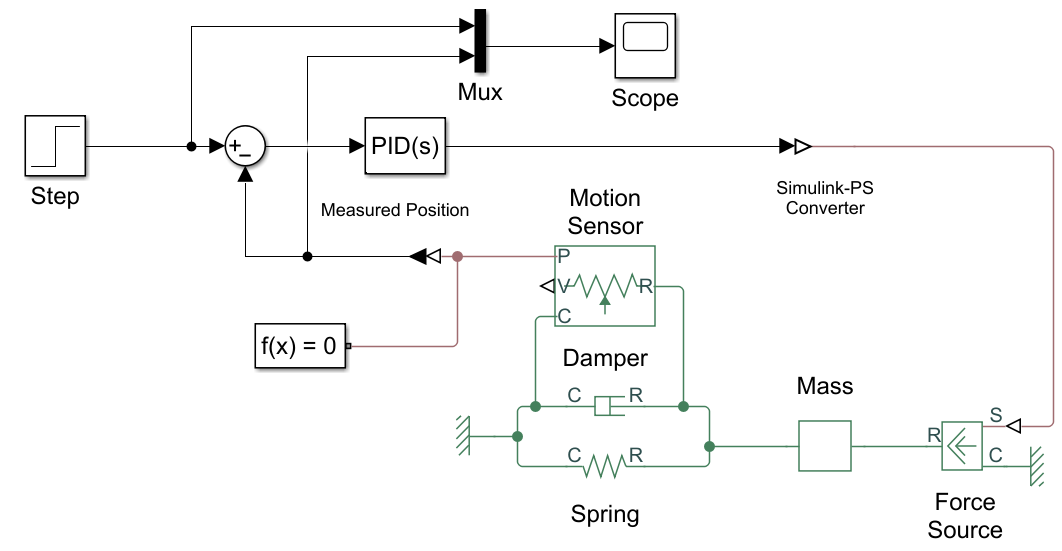 Mux
Scope
+
−
PID(s)
Step
Simulink-PS
Converter
Measured Position
Motion
Sensor
P
V
R
C
f(x) = 0
Damper
C
R
Mass
S
R
C
C
R
Spring
Force
Source